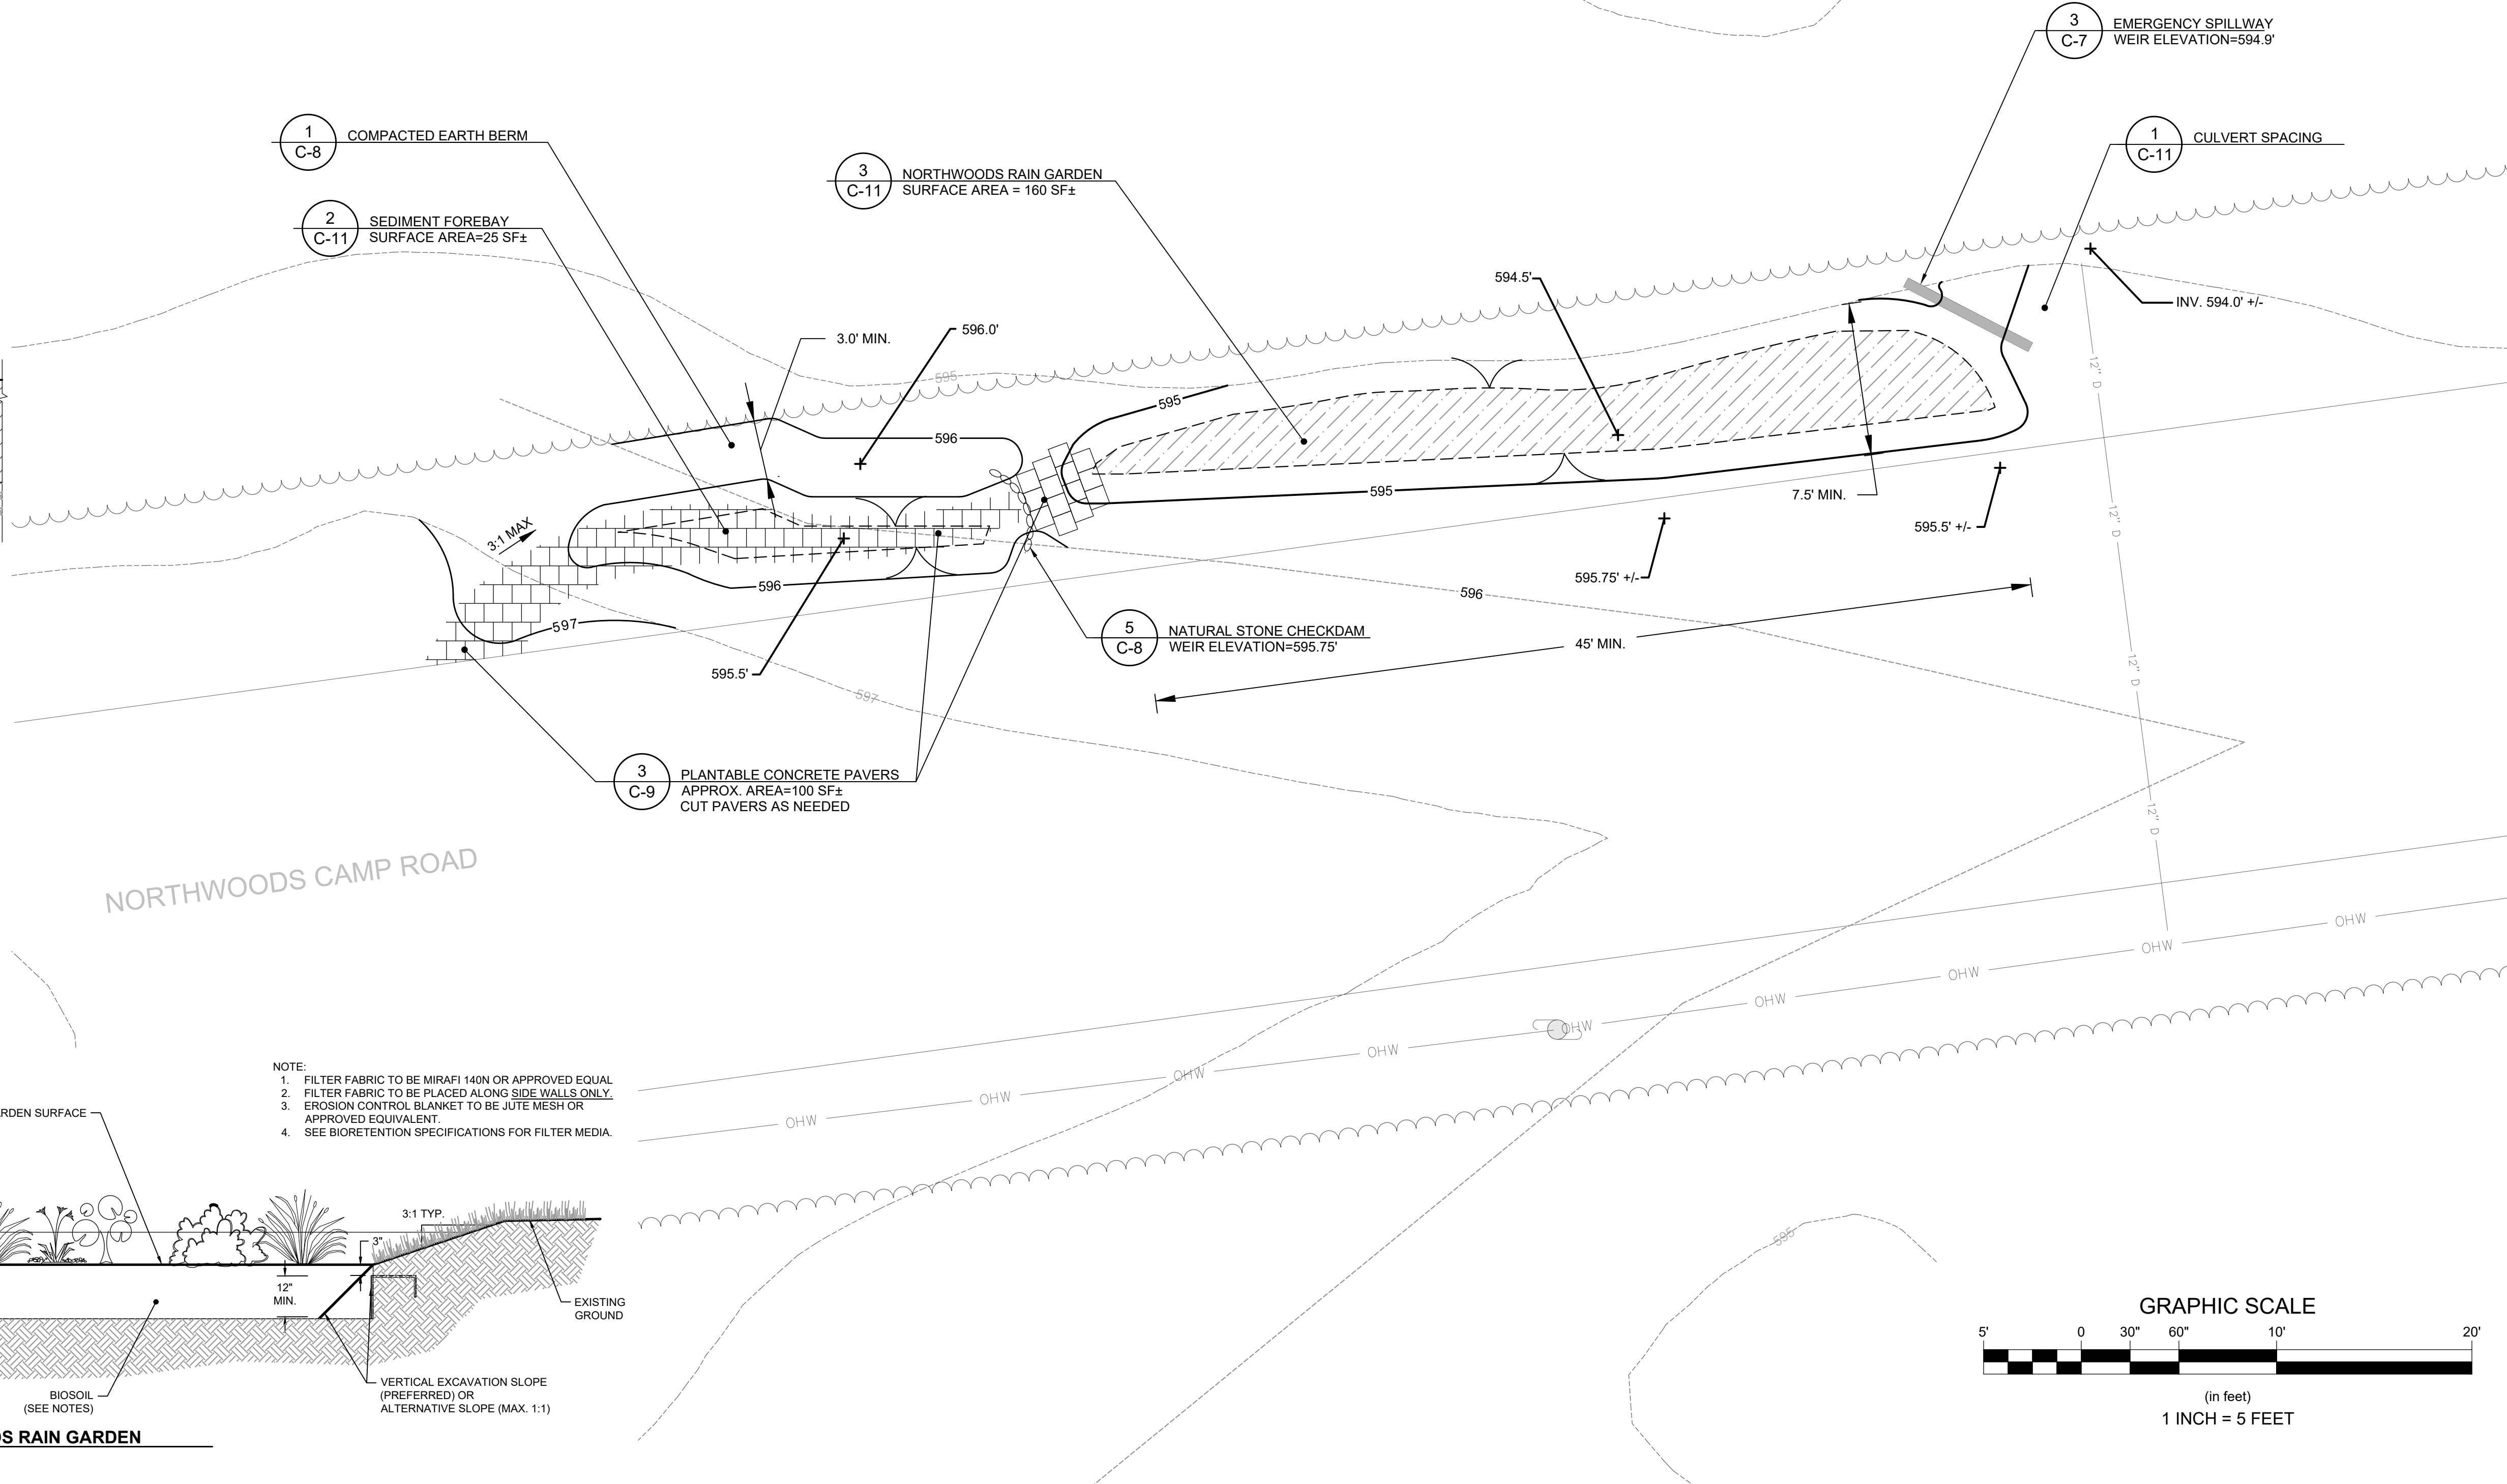 3
C-7
EMERGENCY SPILLWAY
WEIR ELEVATION=594.9'
1
C-8
COMPACTED EARTH BERM
1
C-11
CULVERT SPACING
3
C-11
NORTHWOODS RAIN GARDEN
SURFACE AREA = 160 SF±
2
C-11
SEDIMENT FOREBAY
SURFACE AREA=25 SF±
594.5'
INV. 594.0' +/-
3.0' MIN.
596.0'
595
595
596
595
7.5' MIN.
595.5' +/-
3:1 MAX
596
595.75' +/-
596
597
595.5'
597
5
C-8
NATURAL STONE CHECKDAM
WEIR ELEVATION=595.75'
45' MIN.
12" D
12" D
12" D
12" D
3
C-9
PLANTABLE CONCRETE PAVERS
APPROX. AREA=100 SF±
CUT PAVERS AS NEEDED
NORTHWOODS CAMP ROAD
OHW
OHW
OHW
OHW
OHW
OHW
OHW
OHW
OHW
NOTE:
1. FILTER FABRIC TO BE MIRAFI 140N OR APPROVED EQUAL
2. FILTER FABRIC TO BE PLACED ALONG SIDE WALLS ONLY.
3. EROSION CONTROL BLANKET TO BE JUTE MESH OR
APPROVED EQUIVALENT.
4. SEE BIORETENTION SPECIFICATIONS FOR FILTER MEDIA.
RDEN SURFACE
3:1 TYP.
3"
12"
MIN.
EXISTING
GROUND
VERTICAL EXCAVATION SLOPE
(PREFERRED) OR
ALTERNATIVE SLOPE (MAX. 1:1)
BIOSOIL
(SEE NOTES)
S RAIN GARDEN
595
GRAPHIC SCALE
5' 0 30" 60" 10' 20'
(in feet)
1 INCH = 5 FEET